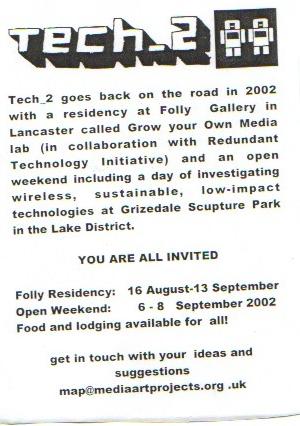 Tech_2
Tech_2 goes back on the road in 2002
with a residency at Folly Gallery in
Lancaster called Grow your Own Media
lab (in collaboration with Redundant
Technology Initiative) and an open
weekend including a day of investigating
wireless, sustainable, low-impact
technologies at Grizedale Scupture Park
in the Lake District.
YOU ARE ALL INVITED
Folly Residency: 16 August-13 September
Open Weekend: 6 - 8 September 2002
Food and lodging available for all!
get in touch with your ideas and
suggestions
map@mediaartprojects.org .uk